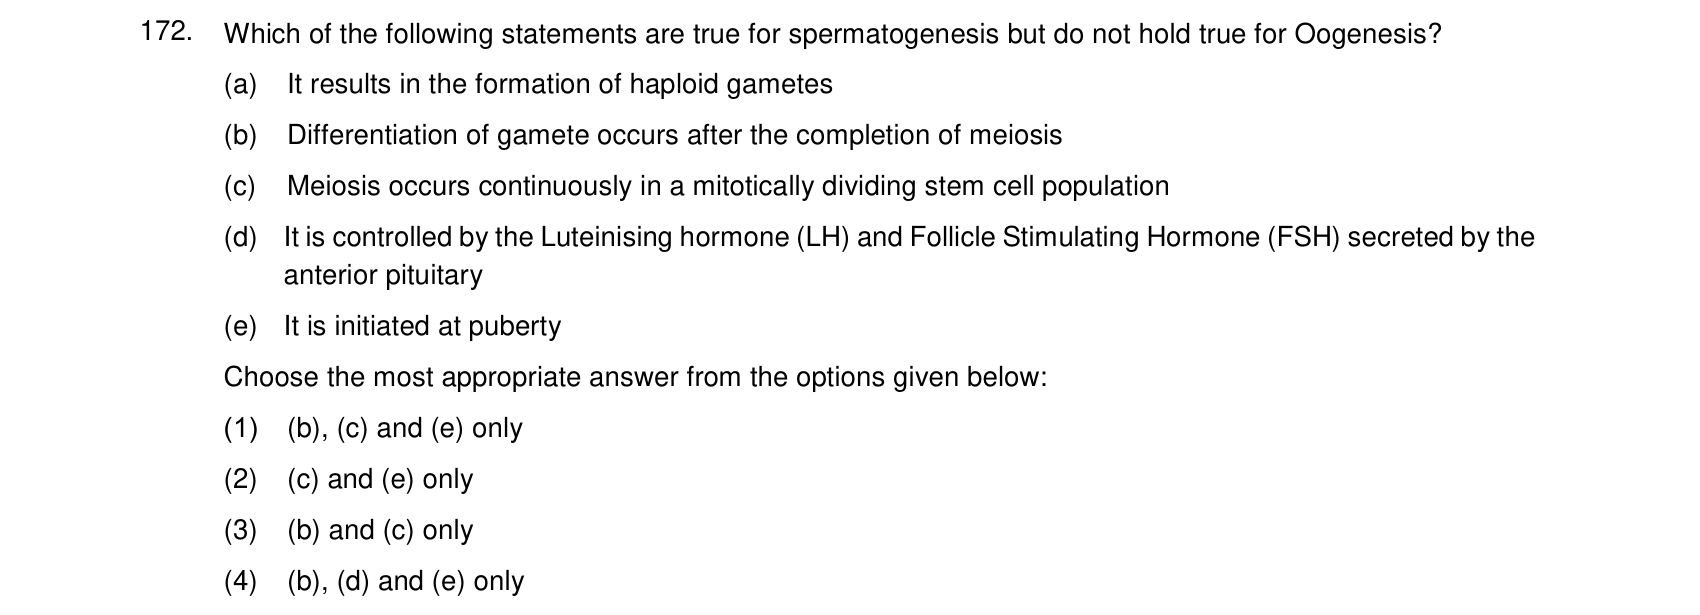 172. Which of the following statements are true for spermatogenesis but do not hold true for Oogenesis?
(a) It results in the formation of haploid gametes
(b) Differentiation of gamete occurs after the completion of meiosis
(c) Meiosis occurs continuously in a mitotically dividing stem cell population
(d) It is controlled by the Luteinising hormone (LH) and Follicle Stimulating Hormone (FSH) secreted by the
anterior pituitary
(e) It is initiated at puberty
Choose the most appropriate answer from the options given below:
(1) (b), (c) and (e) only
(2) (c) and (e) only
(3) (b) and (c) only
(4) (b), (d) and (e) only